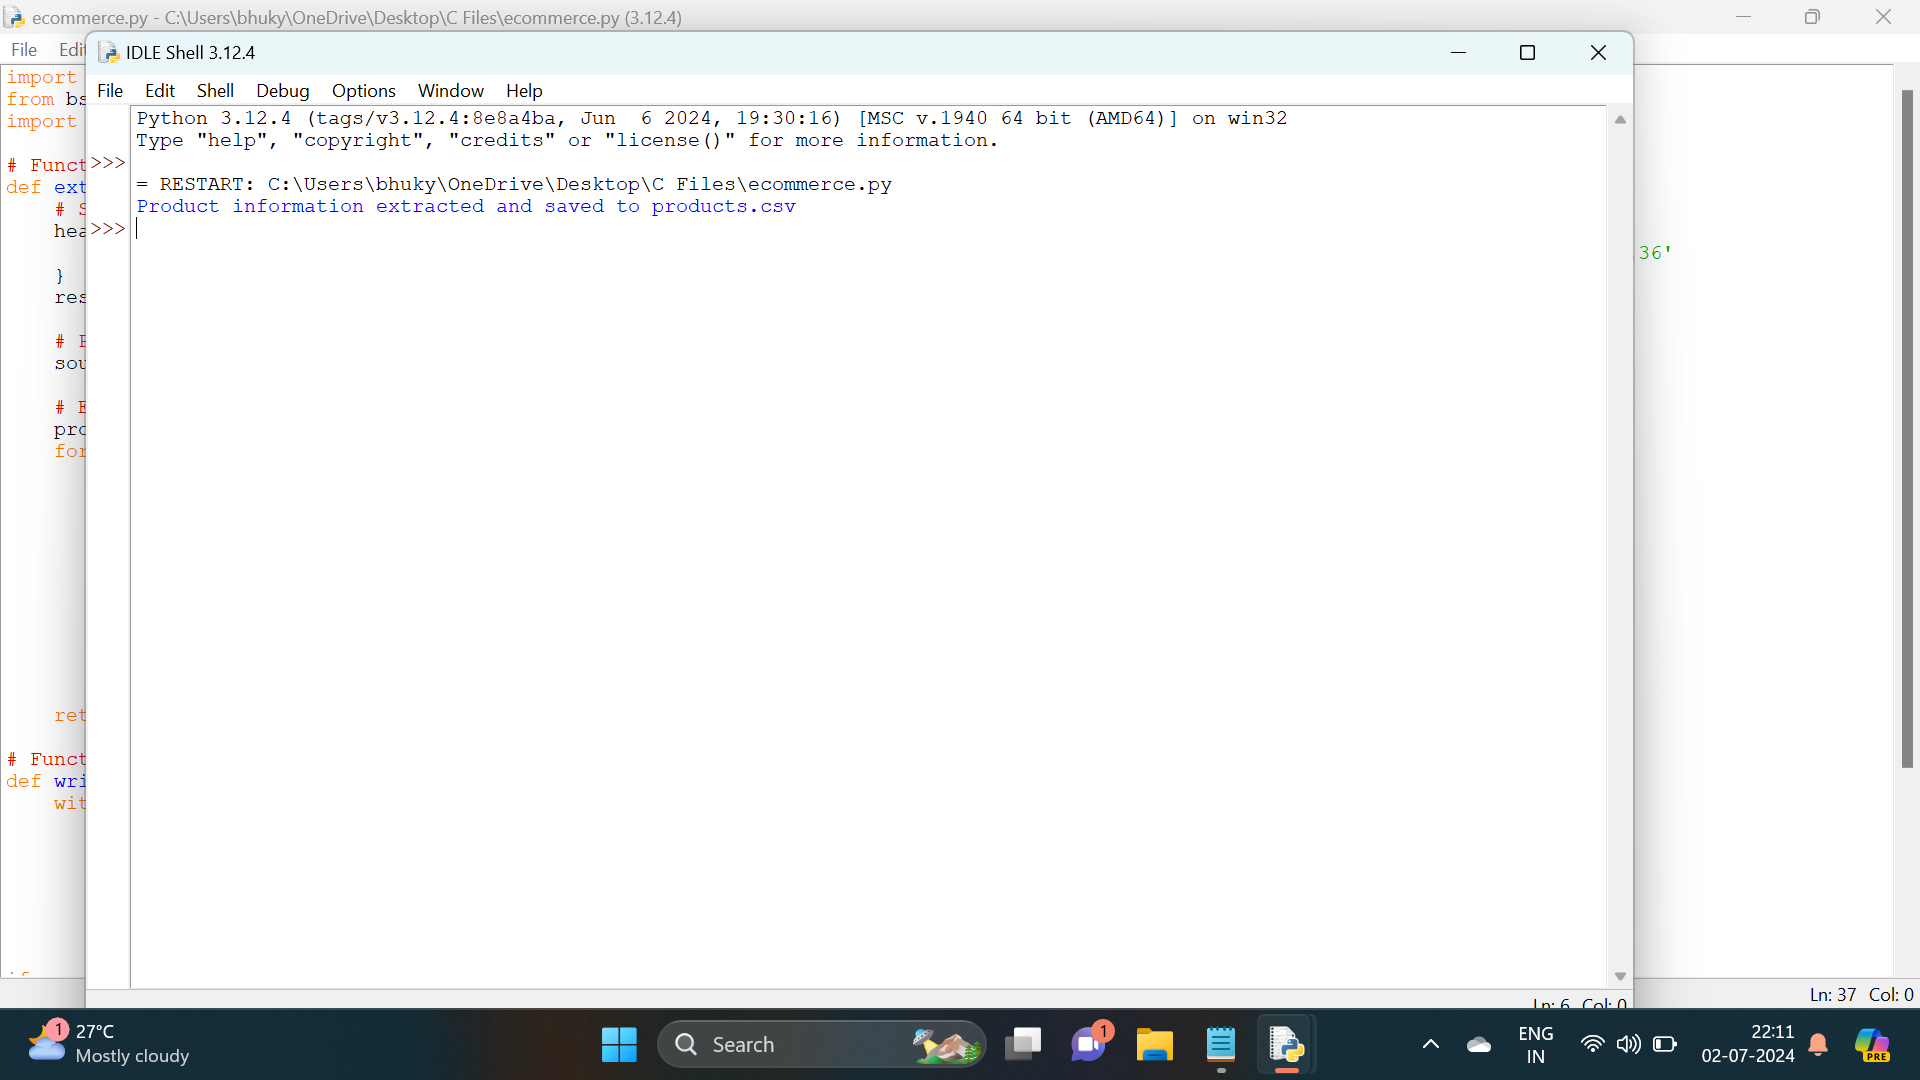 ecommerce.py - C:\Users\bhuky\OneDrive\Desktop\C Files\ecommerce.py (3.12.4)
File Edit
IDLE Shell 3.12.4
File Edit Shell Debug Options Window Help
Python 3.12.4 (tags/v3.12.4:8e8a4ba, Jun  6 2024, 19:30:16) [MSC v.1940 64 bit (AMD64)] on win32
Type "help", "copyright", "credits" or "license()" for more information.
>>>
= RESTART: C:\Users\bhuky\OneDrive\Desktop\C Files\ecommerce.py
Product information extracted and saved to products.csv
>>>
import
from bs
import
# Funct
def ext
#
hea
36'
}
res
#
sou
# E
pro
for
ret
# Funct
def wri
wit
Ln: 6 Col: 0
Ln: 37 Col: 0
1
27°C
Mostly cloudy
Search
1
ENG
IN
22:11
02-07-2024
PRE